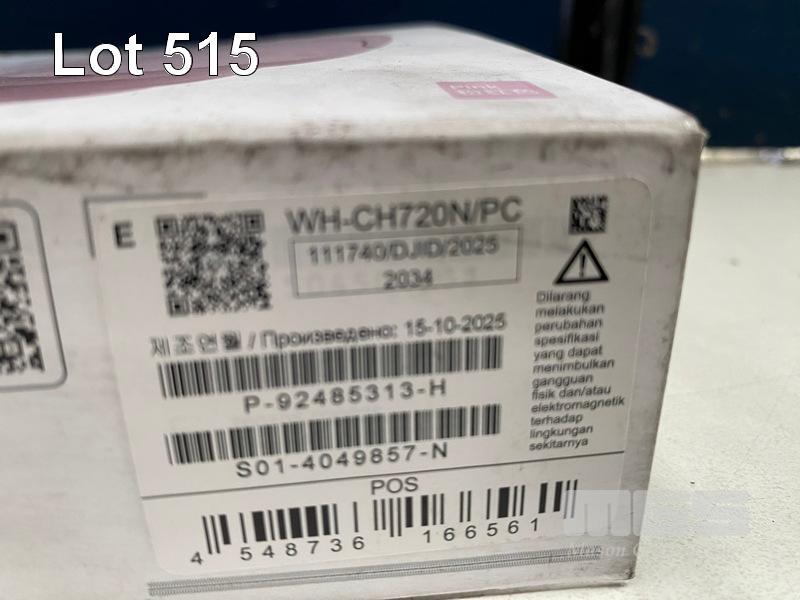 Lot 515
Pink
E
WH-CH720N/PC
111740/DJID/2025
2034
제조연월 / Произведено: 15-10-2025
P-92485313-H
S01-4049857-N
POS
4 548736 166561
Dilarang
melakukan
perubahan
spesifikasi
yang dapat
menimbulkan
gangguan
fisik dan/atau
elektromagnetik
terhadap
lingkungan
sekitarnya